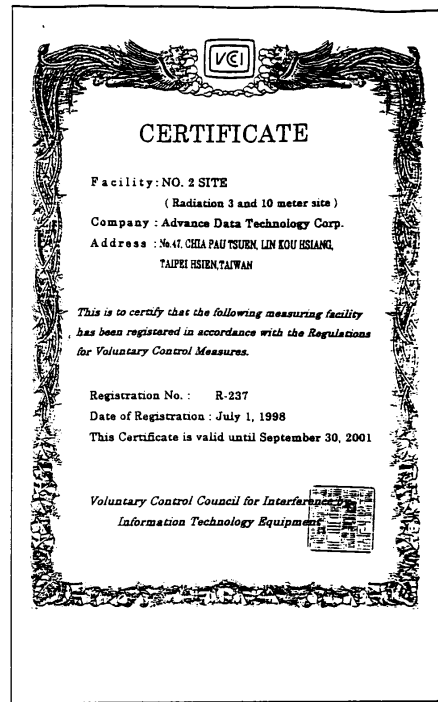 VCI
CERTIFICATE
Facility: NO. 2 SITE
( Radiation 3 and 10 meter site )
Company : Advance Data Technology Corp.
Address : No.47, CHIA PAU TSUEN, LIN KOU HSIANG,
TAIPEI HSIEN,TAIWAN
This is to certify that the following measuring facility
has been registered in accordance with the Regulations
for Voluntary Control Measures.
Registration No. : R-237
Date of Registration : July 1, 1998
This Certificate is valid until September 30, 2001
Voluntary Control Council for Interference by
Information Technology Equipment